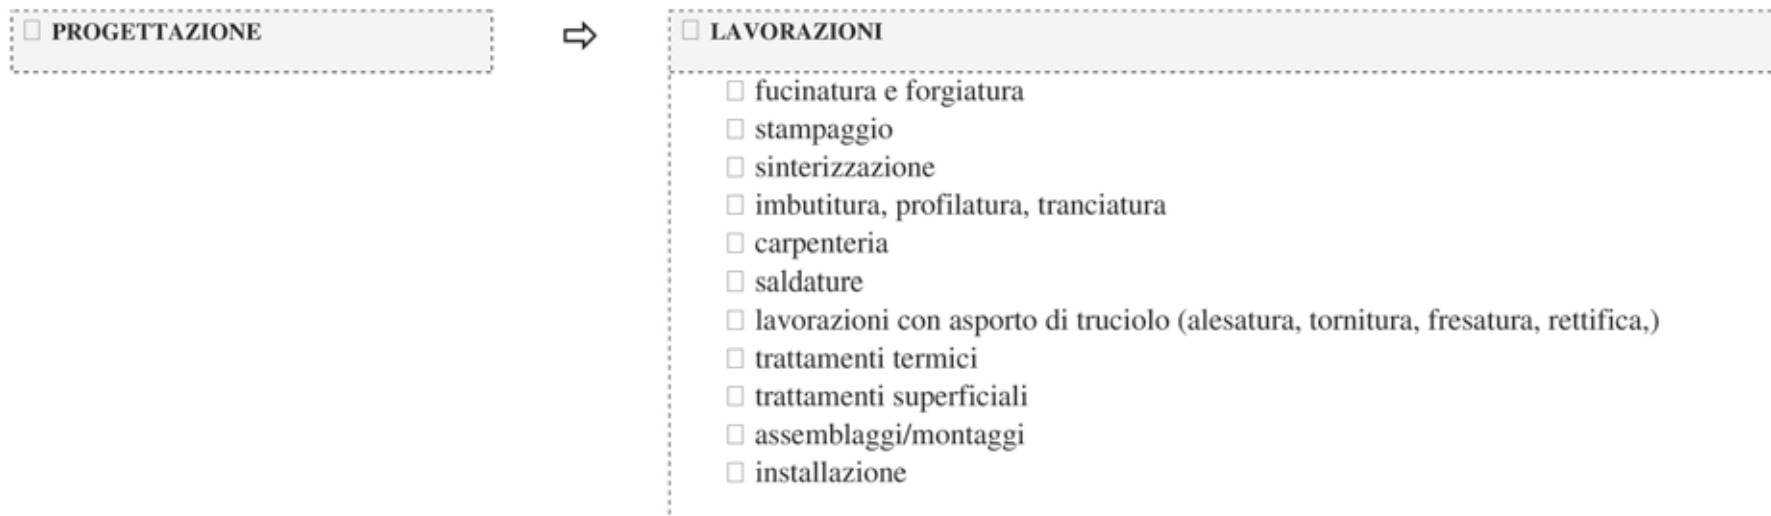 ☐ PROGETTAZIONE
⇨
☐ LAVORAZIONI
☐ fucinatura e forgiatura
☐ stampaggio
☐ sinterizzazione
☐ imbutitura, profilatura, tranciatura
☐ carpenteria
☐ saldature
☐ lavorazioni con asporto di truciolo (alesatura, tornitura, fresatura, rettifica,)
☐ trattamenti termici
☐ trattamenti superficiali
☐ assemblaggi/montaggi
☐ installazione